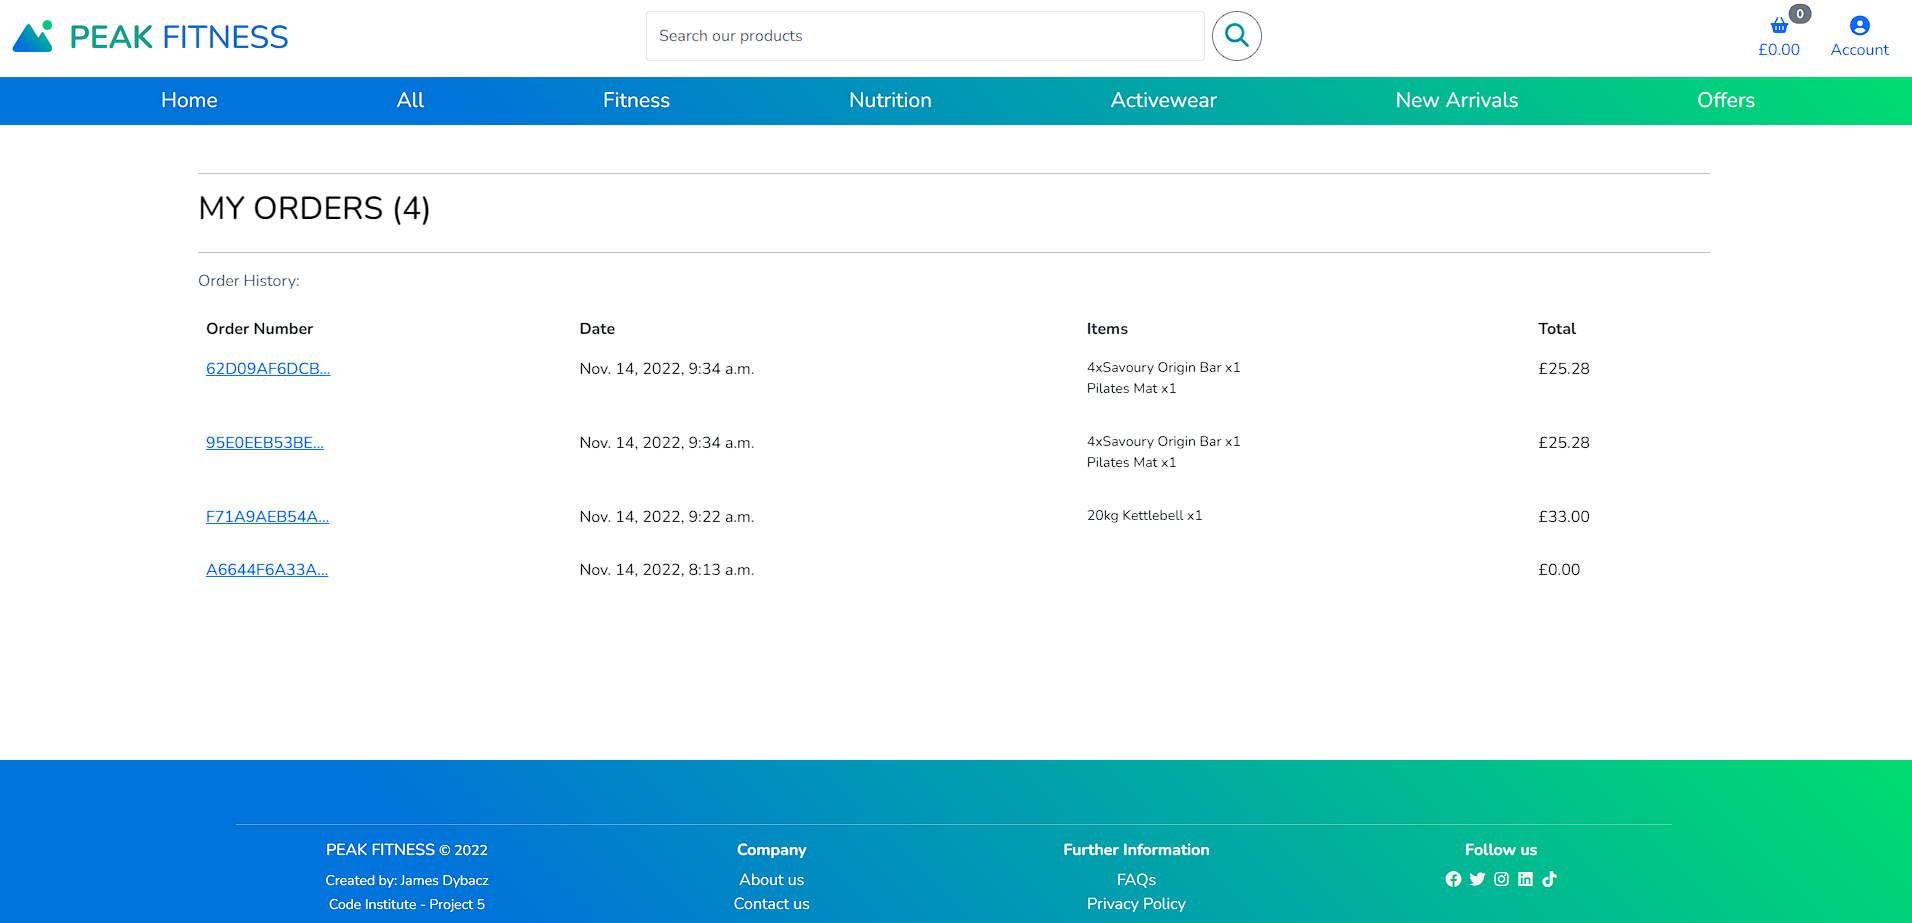 PEAK FITNESS
Search our products
0
£0.00
Account
Home All Fitness Nutrition Activewear New Arrivals Offers
MY ORDERS (4)
Order History:
Order Number Date Items Total
62D09AF6DCB... Nov. 14, 2022, 9:34 a.m. 4xSavoury Origin Bar x1 £25.28
Pilates Mat x1
95E0EEB53BE... Nov. 14, 2022, 9:34 a.m. 4xSavoury Origin Bar x1 £25.28
Pilates Mat x1
F71A9AEB54A... Nov. 14, 2022, 9:22 a.m. 20kg Kettlebell x1 £33.00
A6644F6A33A... Nov. 14, 2022, 8:13 a.m. £0.00
PEAK FITNESS © 2022
Created by: James Dybacz
Code Institute - Project 5
Company
About us
Contact us
Further Information
FAQs
Privacy Policy
Follow us